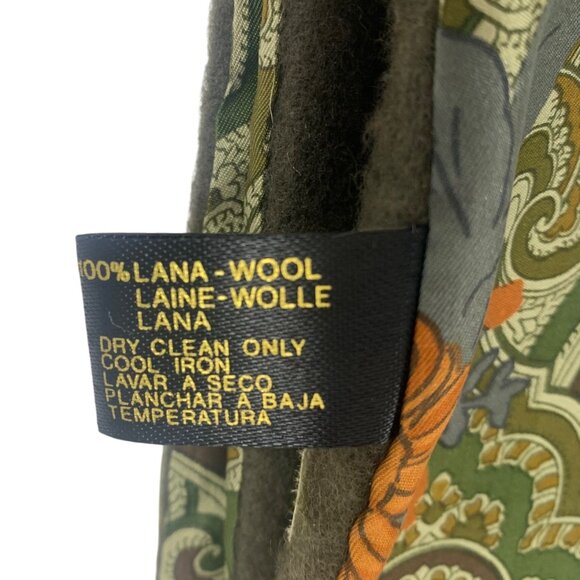 100% LANA-WOOL
LAINE-WOLLE
LANA
DRY CLEAN ONLY
COOL IRON
LAVAR A SECO
PLANCHAR A BAJA
TEMPERATURA